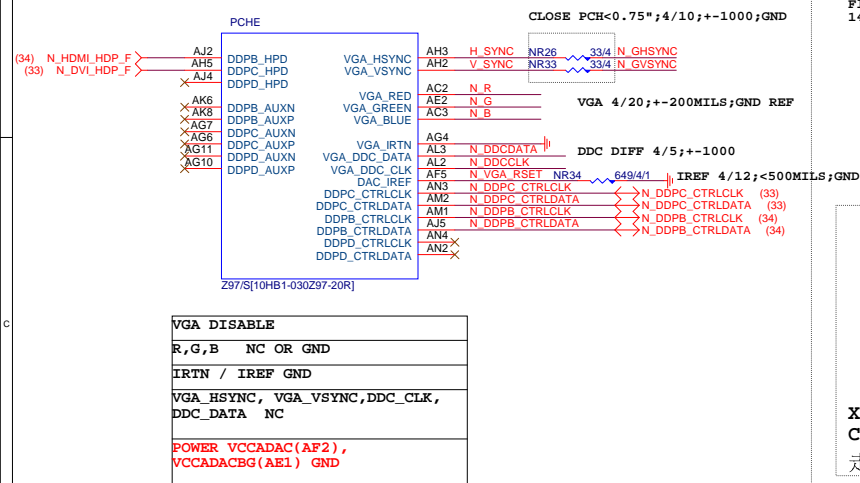 CLOSE PCH<0.75";4/10;+-1000;GND
PCHE
(34) N_HDMI_HDP_F AJ2 DDPB_HPD VGA_HSYNC AH3 H_SYNC NR26 33/4 N_GHSYNC
(33) N_DVI_HDP_F AH5 DDPC_HPD VGA_VSYNC AH2 V_SYNC NR33 33/4 N_GVSYNC
AJ4 DDPD_HPD
VGA_RED AC2 N_R
AK6 DDPB_AUXN VGA_GREEN AE2 N_G VGA 4/20;+-200MILS;GND REF
AK8 DDPB_AUXP VGA_BLUE AC3 N_B
AG7 DDPC_AUXN
AG6 DDPC_AUXP VGA_IRTN AG4
AG11 DDPD_AUXN VGA_DDC_DATA AL3 N_DDCDATA DDC DIFF 4/5;+-1000
AG10 DDPD_AUXP VGA_DDC_CLK AL2 N_DDCCLK
DAC_IREF AF5 N_VGA_RSET NR34 649/4/1 IREF 4/12;<500MILS;GND
DDPC_CTRLCLK AN3 N_DDPC_CTRLCLK N_DDPC_CTRLCLK (33)
DDPC_CTRLDATA AM2 N_DDPC_CTRLDATA N_DDPC_CTRLDATA (33)
DDPB_CTRLCLK AM1 N_DDPB_CTRLCLK N_DDPB_CTRLCLK (34)
DDPB_CTRLDATA AJ5 N_DDPB_CTRLDATA N_DDPB_CTRLDATA (34)
DDPD_CTRLCLK AN4
DDPD_CTRLDATA AN2
Z97/S[10HB1-030Z97-20R]
C
VGA DISABLE
R,G,B NC OR GND
IRTN / IREF GND
VGA_HSYNC, VGA_VSYNC,DDC_CLK,
DDC_DATA NC
POWER VCCADAC(AF2),
VCCADACBG(AE1) GND